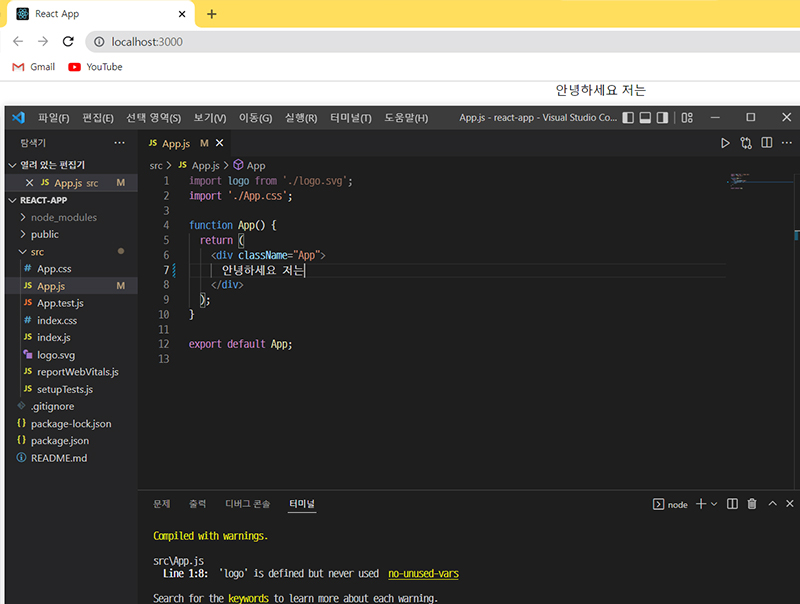 React App
localhost:3000
Gmail YouTube
안녕하세요 저는
파일(F) 편집(E) 선택 영역(S) 보기(V) 이동(G) 실행(R) 터미널(T) 도움말(H) App.js - react-app - Visual Studio Co...
탐색기
열려 있는 편집기
JS App.js src M
REACT-APP
node_modules
public
src
# App.css
JS App.js M
JS App.test.js
# index.css
JS index.js
logo.svg
JS reportWebVitals.js
JS setupTests.js
.gitignore
{} package-lock.json
{} package.json
README.md
JS App.js M
src > JS App.js > App
1 import logo from './logo.svg';
2 import './App.css';
3
4 function App() {
5 return (
6 <div className="App">
7 안녕하세요 저는
8 </div>
9 );
10 }
11
12 export default App;
13
문제 출력 디버그 콘솔 터미널 node
Compiled with warnings.
src\App.js
Line 1:8: 'logo' is defined but never used no-unused-vars
Search for the keywords to learn more about each warning.